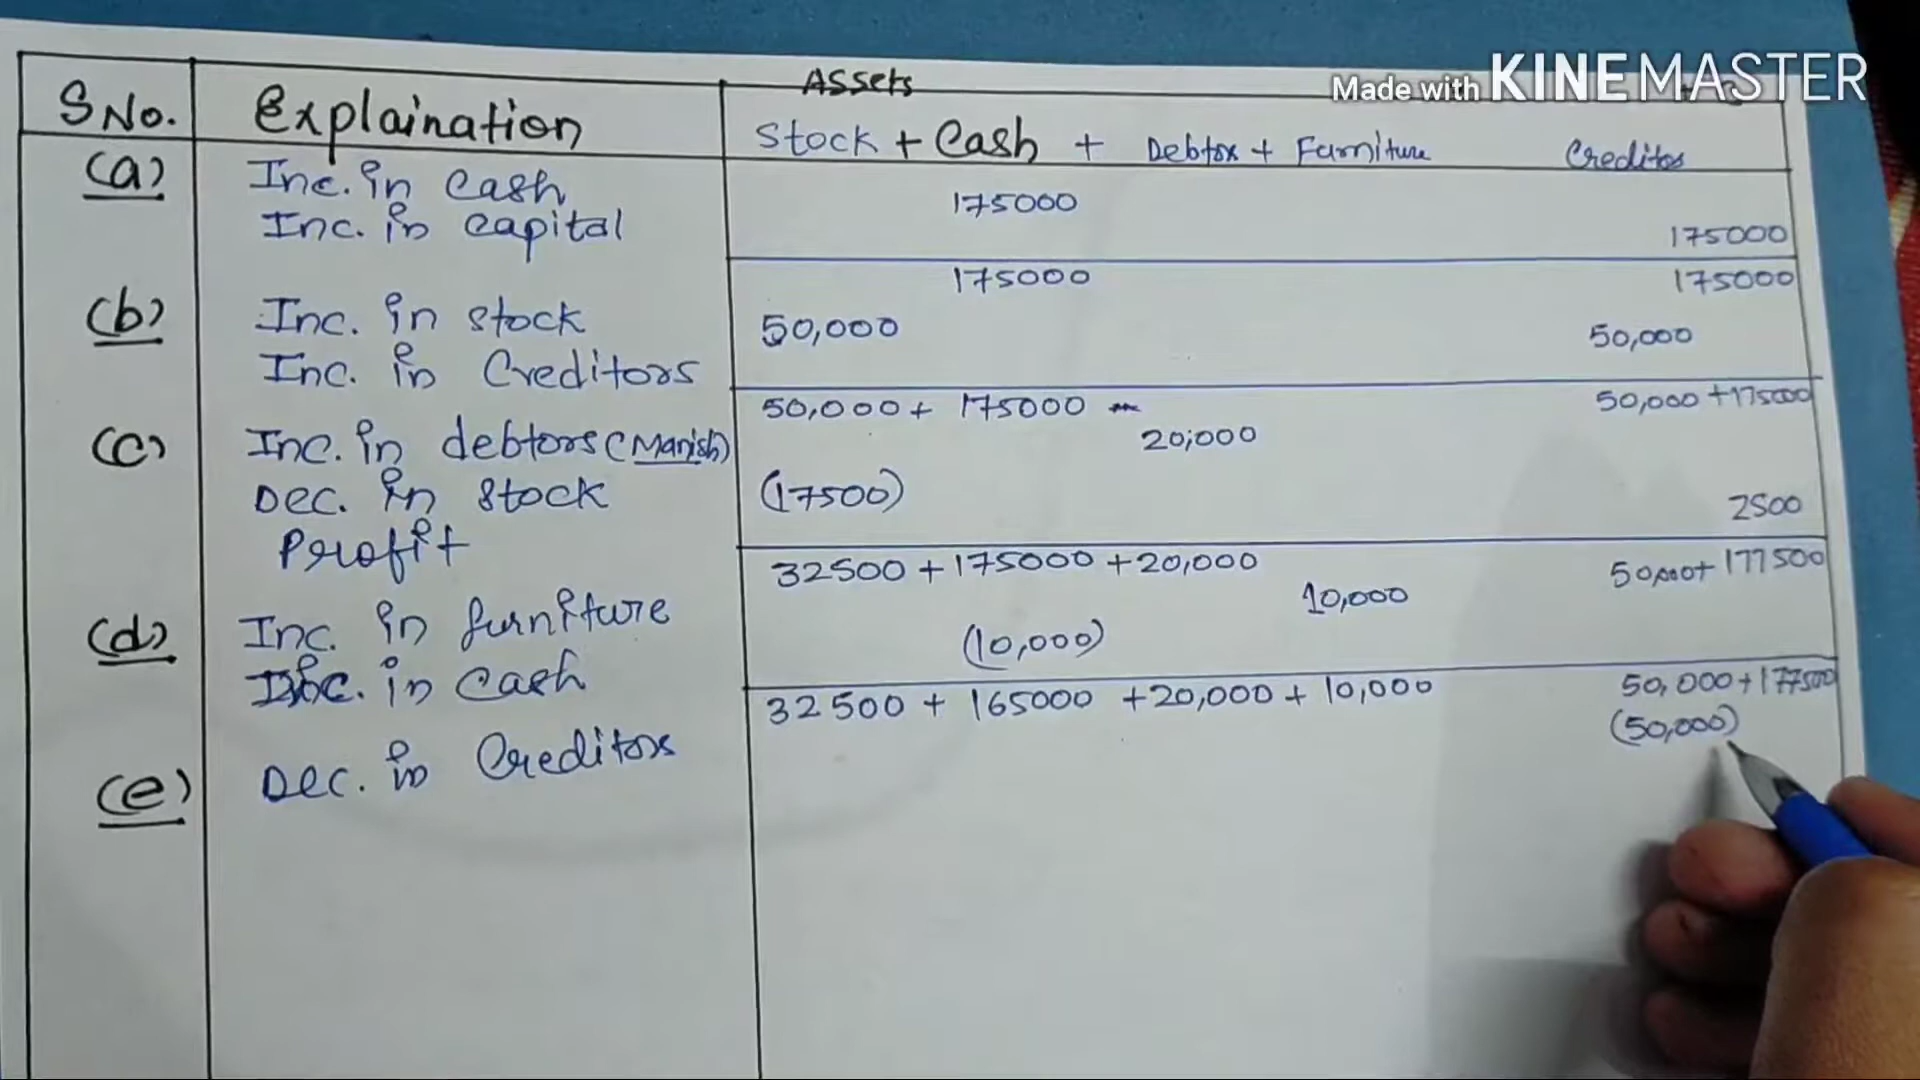 Assets
Made with KINEMASTER
S No. Explaination Stock + Cash + Debtox + Furniture Creditos
(a) Inc. in cash 175000
Inc. in capital 175000
175000 175000
(b) Inc. in stock 50,000 50,000
Inc. in Creditors
50,000 + 175000 50,000 + 175000
(c) Inc. in debtors (Manish) 20,000
Dec. in stock (17500)
Profit 2500
32500 + 175000 + 20,000 50,000+ 177500
(d) Inc. in furniture 10,000
Dec. in cash (10,000)
32500 + 165000 + 20,000 + 10,000 50,000 + 177500
(e) Dec. in Creditors (50,000)